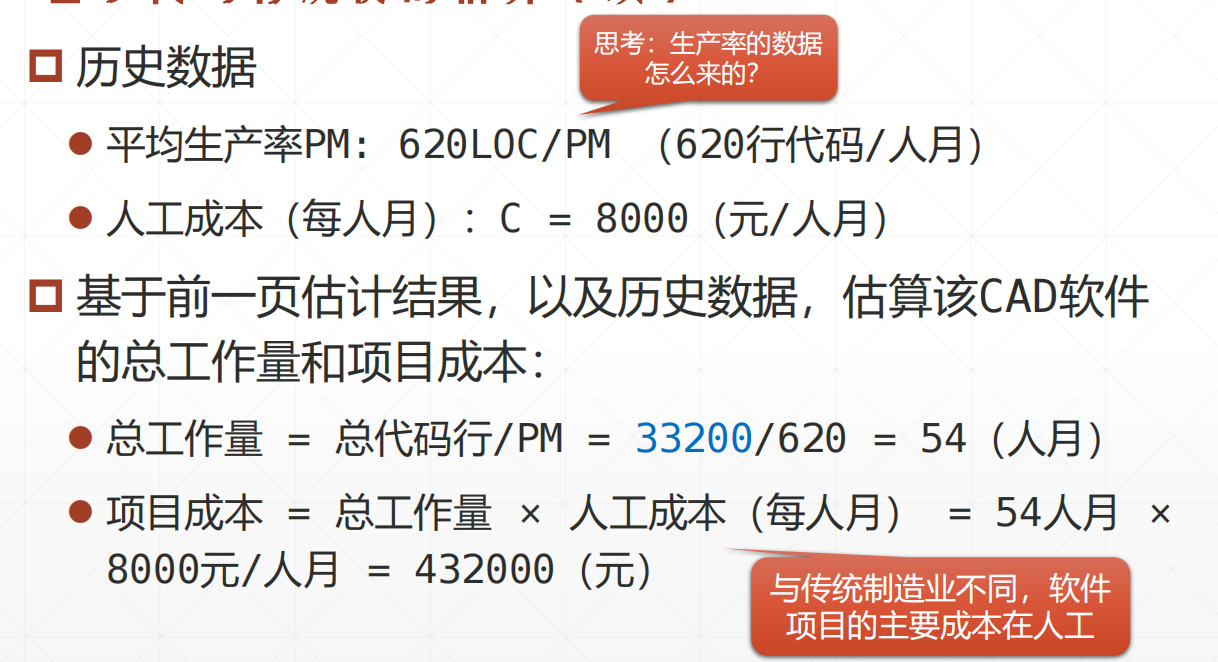 思考：生产率的数据
怎么来的？
历史数据
平均生产率PM: 620LOC/PM （620行代码/人月）
人工成本（每人月）: C = 8000（元/人月）
基于前一页估计结果，以及历史数据，估算该CAD软件
的总工作量和项目成本：
总工作量 = 总代码行/PM = 33200/620 = 54（人月）
项目成本 = 总工作量 × 人工成本（每人月） = 54人月 ×
8000元/人月 = 432000（元）
与传统制造业不同，软件
项目的主要成本在人工